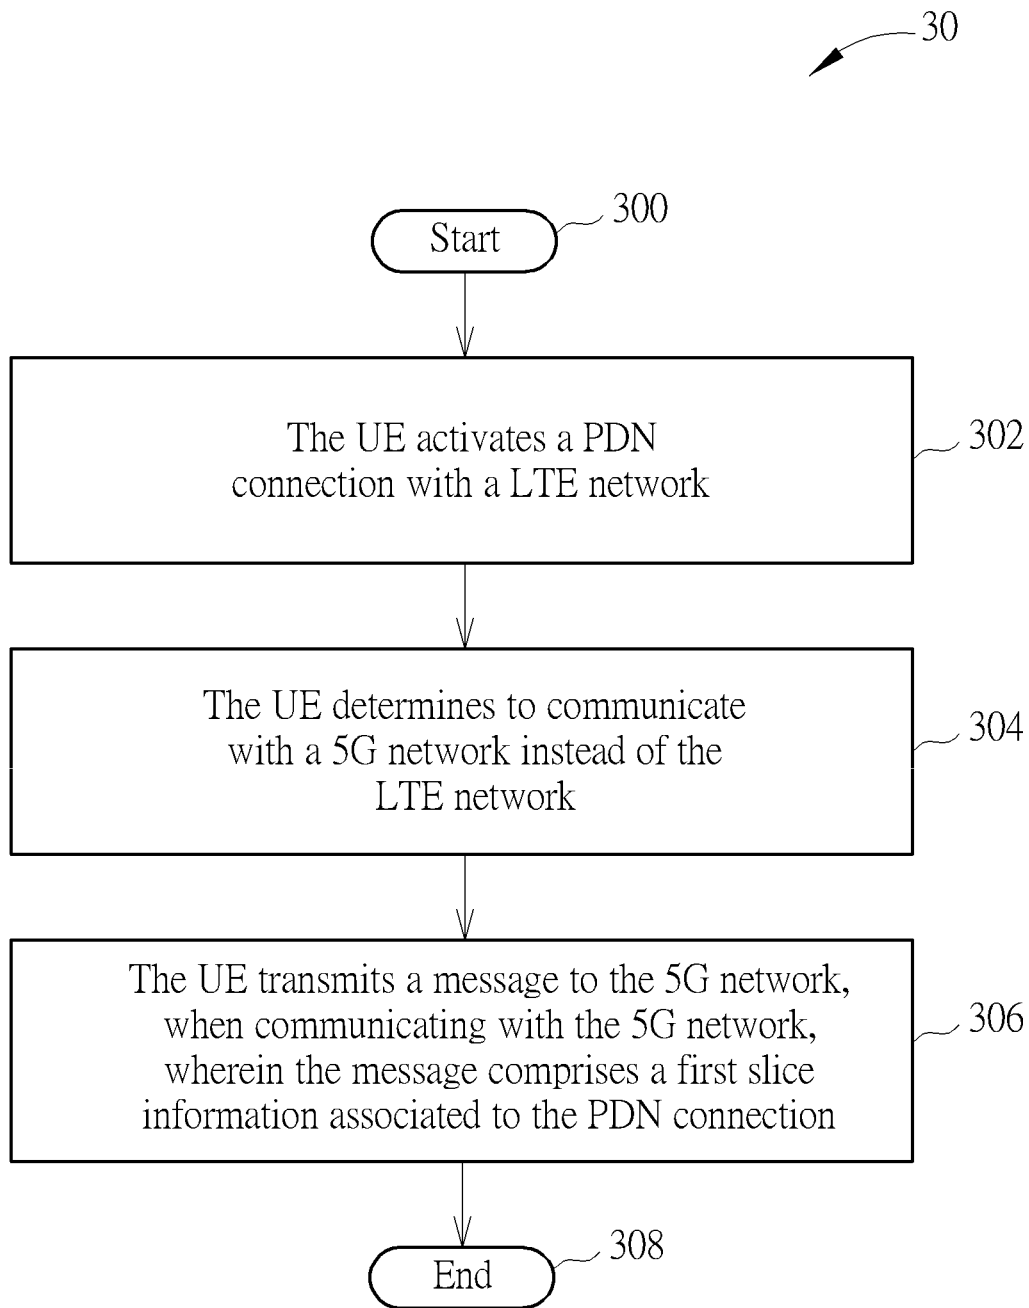 30
Start
300
The UE activates a PDN
connection with a LTE network
302
The UE determines to communicate
with a 5G network instead of the
LTE network
304
The UE transmits a message to the 5G network,
when communicating with the 5G network,
wherein the message comprises a first slice
information associated to the PDN connection
306
End
308